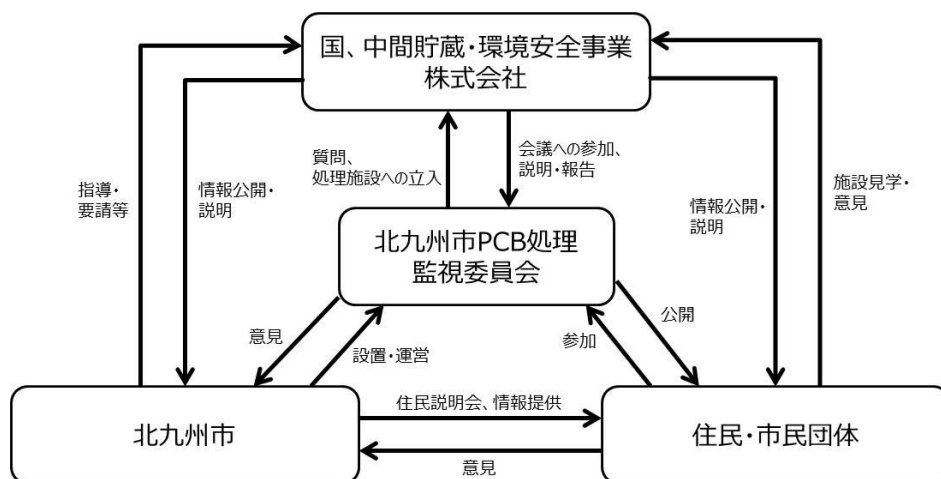 国、中間貯蔵・環境安全事業
株式会社
質問、
処理施設への立入
会議への参加、
説明・報告
指導・
要請等
情報公開・
説明
情報公開・
説明
施設見学・
意見
北九州市PCB処理
監視委員会
意見
設置・運営
参加
公開
北九州市
住民説明会、情報提供
意見
住民・市民団体